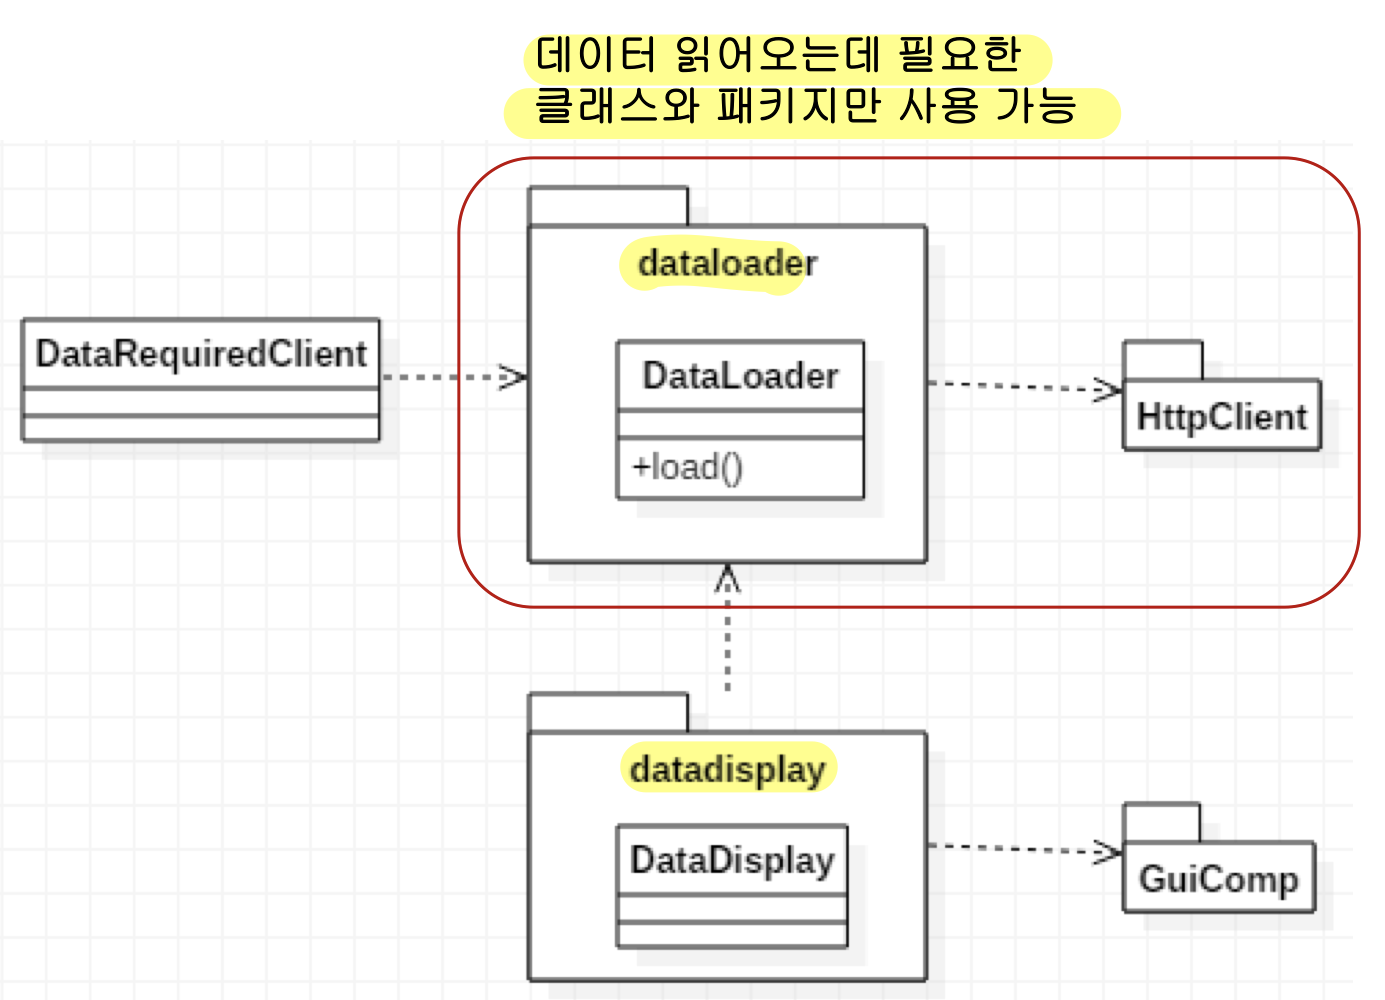 데이터 읽어오는데 필요한
클래스와 패키지만 사용 가능
dataloader
DataRequiredClient
DataLoader
+load()
HttpClient
datadisplay
DataDisplay
GuiComp